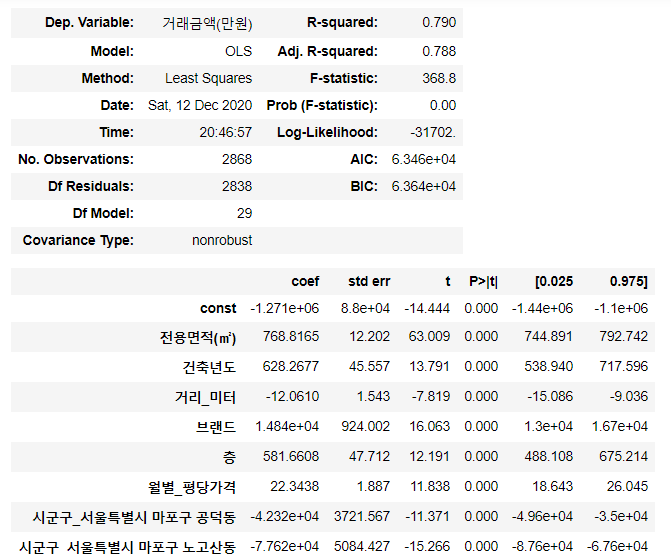 Dep. Variable: 거래금액(만원) R-squared: 0.790
Model: OLS Adj. R-squared: 0.788
Method: Least Squares F-statistic: 368.8
Date: Sat, 12 Dec 2020 Prob (F-statistic): 0.00
Time: 20:46:57 Log-Likelihood: -31702.
No. Observations: 2868 AIC: 6.346e+04
Df Residuals: 2838 BIC: 6.364e+04
Df Model: 29
Covariance Type: nonrobust
coef std err t P>|t| [0.025 0.975]
const -1.271e+06 8.8e+04 -14.444 0.000 -1.44e+06 -1.1e+06
전용면적(㎡) 768.8165 12.202 63.009 0.000 744.891 792.742
건축년도 628.2677 45.557 13.791 0.000 538.940 717.596
거리_미터 -12.0610 1.543 -7.819 0.000 -15.086 -9.036
브랜드 1.484e+04 924.002 16.063 0.000 1.3e+04 1.67e+04
층 581.6608 47.712 12.191 0.000 488.108 675.214
월별_평당가격 22.3438 1.887 11.838 0.000 18.643 26.045
시군구_서울특별시 마포구 공덕동 -4.232e+04 3721.567 -11.371 0.000 -4.96e+04 -3.5e+04
시군구_서울특별시 마포구 노고산동 -7.762e+04 5084.427 -15.266 0.000 -8.76e+04 -6.76e+04